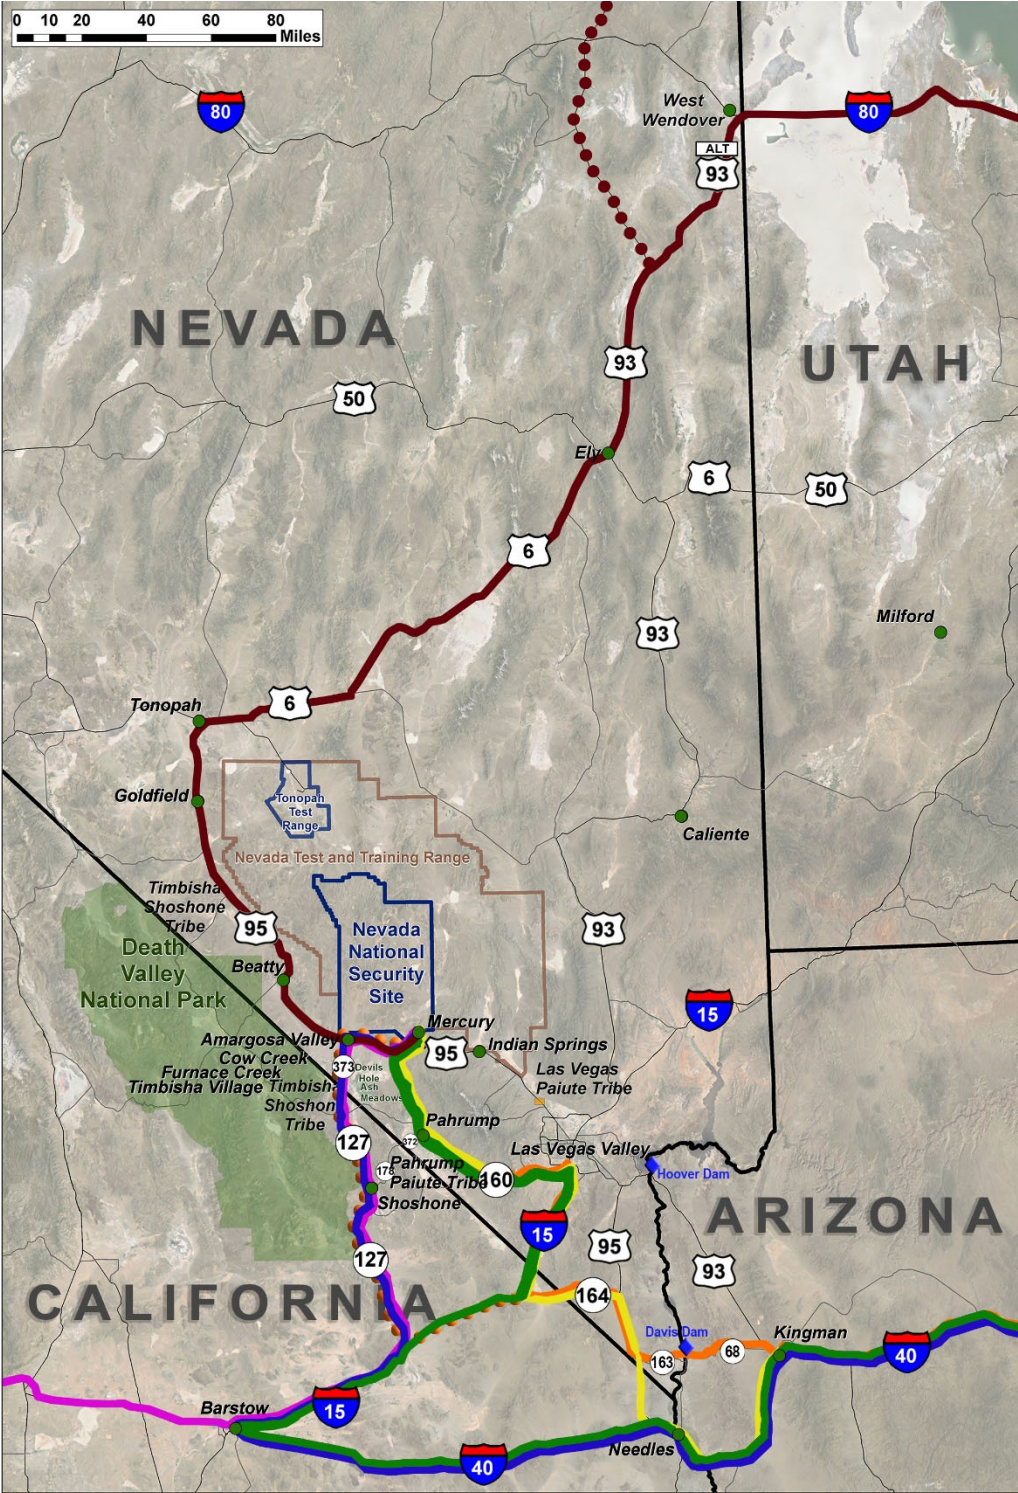 0 10 20 40 60 80
Miles
80
West
Wendover
80
ALT
93
NEVADA
93
UTAH
50
Ely
6
50
6
Milford
93
Tonopah
6
Goldfield
Tonopah
Test
Range
Caliente
Nevada Test and Training Range
Timbisha
Shoshone
Tribe
95
93
Nevada
National
Security
Site
Death
Valley
National Park
Beatty
15
Mercury
Amargosa Valley
Indian Springs
95
Cow Creek
Furnace Creek
Timbisha Village
373
Devils
Hole
Ash
Meadows
Las Vegas
Paiute Tribe
Timbisha
Shoshon
Tribe
Pahrump
127
372
Las Vegas Valley
Pahrump
Paiute Tribe
178
160
Hoover Dam
Shoshone
ARIZONA
15
95
127
93
CALIFORNIA
164
Davis Dam
Kingman
163
68
40
15
Barstow
Needles
40